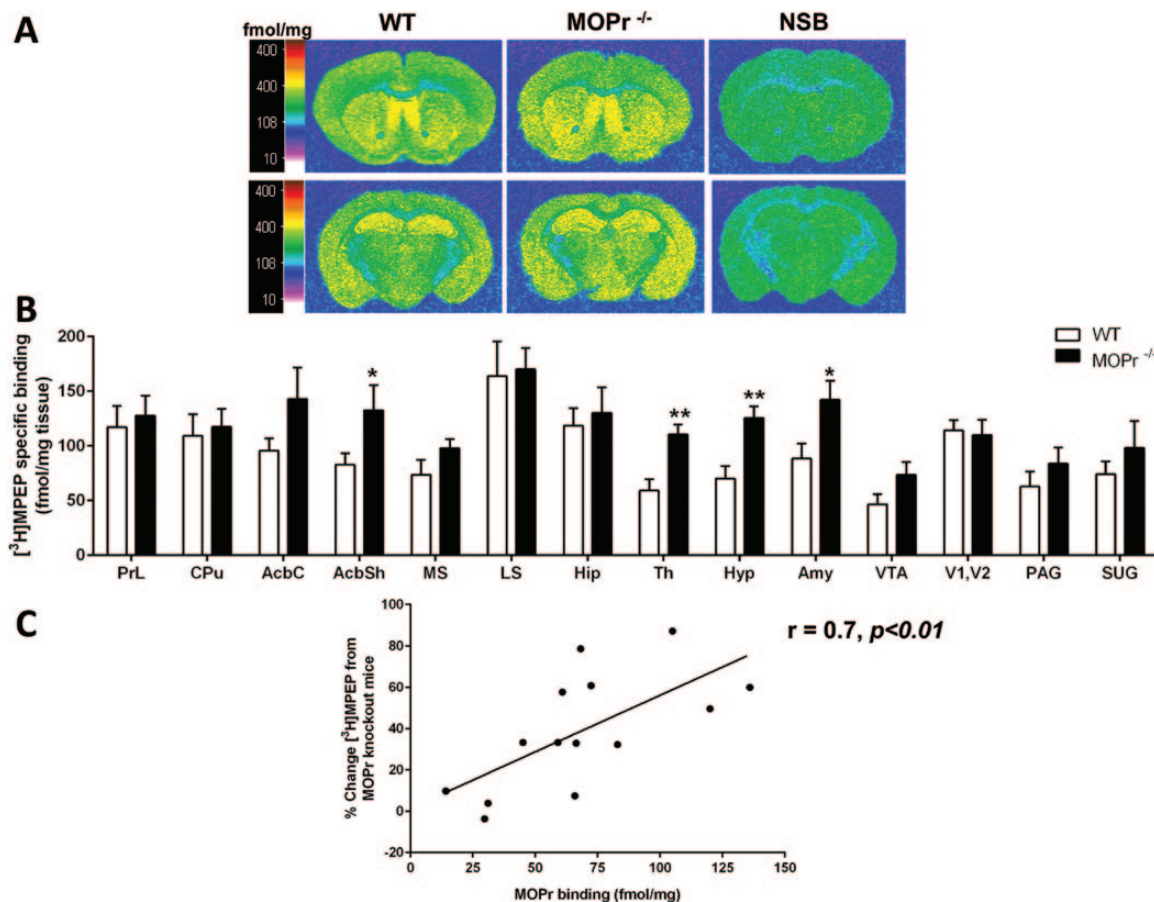 A
fmol/mg
WT
MOPr -/-
NSB
400
400
108
10
400
400
108
10
B
[³H]MPEP specific binding
(fmol/mg tissue)
200
150
100
50
0
WT
MOPr -/-
*
**
**
*
PrL CPu AcbC AcbSh MS LS Hip Th Hyp Amy VTA V1,V2 PAG SUG
C
% Change [³H]MPEP from
MOPr knockout mice
100
80
60
40
20
0
-20
r = 0.7, p<0.01
0 25 50 75 100 125 150
MOPr binding (fmol/mg)